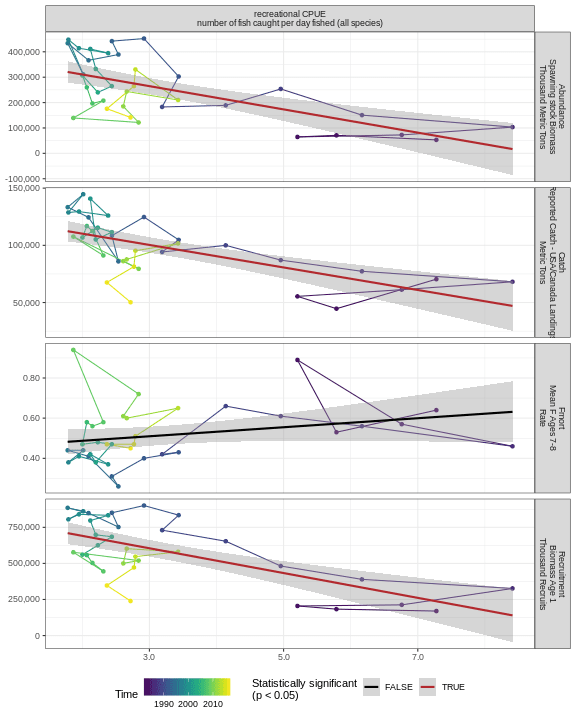 recreational CPUE
number of fish caught per day fished (all species)
400,000
300,000
200,000
100,000
0
-100,000
Abundance
Spawning stock Biomass
Thousand Metric Tons
150,000
100,000
50,000
Catch
Reported Catch - USA/Canada Landings
Metric Tons
0.80
0.60
0.40
Fmort
Mean F Ages 7-8
Rate
750,000
500,000
250,000
0
Recruitment
Biomass Age 1
Thousand Recruits
3.0
5.0
7.0
Time
1990 2000 2010
Statistically significant
(p < 0.05)
FALSE
TRUE